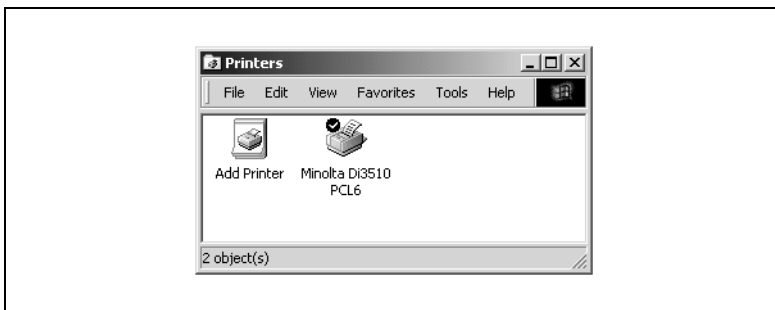 Printers
File Edit View Favorites Tools Help
Add Printer Minolta Di3510
PCL6
2 object(s)